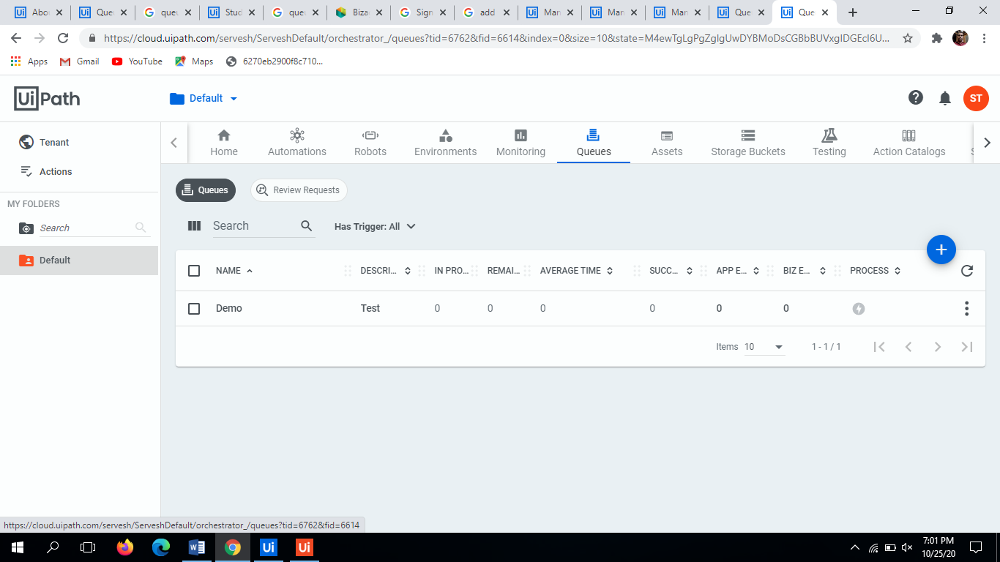 Abo
Que
que
Stud
que
Biza
Sign
add
Man
Man
Man
Que
Que
https://cloud.uipath.com/servesh/ServeshDefault/orchestrator_/queues?tid=6762&fid=6614&index=0&size=10&state=M4ewTgLgPgZglgUwDYBMoDsCGBbBUVxgIDGEcI6U...
Apps Gmail YouTube Maps 6270eb2900f8c710...
UiPath Default ST
Tenant
Actions
MY FOLDERS
Search
Default
Home Automations Robots Environments Monitoring Queues Assets Storage Buckets Testing Action Catalogs
Queues Review Requests
Search Has Trigger: All
NAME DESCRI... IN PRO... REMAI... AVERAGE TIME SUCC... APP E... BIZ E... PROCESS
Demo Test 0 0 0 0 0 0
Items 10 1 - 1 / 1
https://cloud.uipath.com/servesh/ServeshDefault/orchestrator_/queues?tid=6762&fid=6614
7:01 PM
10/25/20